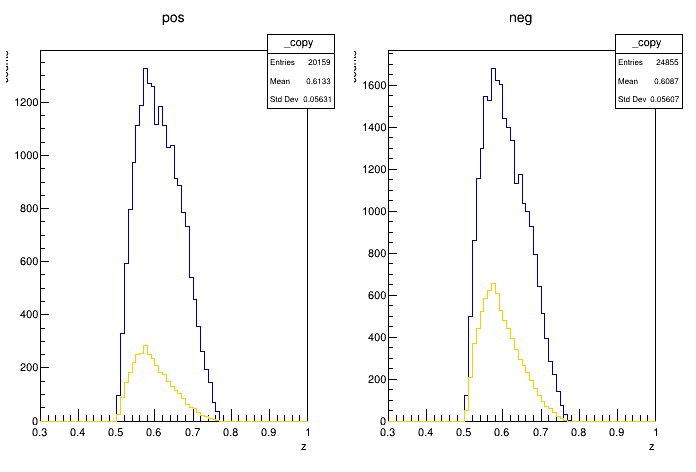 pos
_copy
Entries 20159
Mean 0.6133
Std Dev 0.05631
1200
1000
800
600
400
200
0
0.3 0.4 0.5 0.6 0.7 0.8 0.9 1
z
neg
_copy
Entries 24855
Mean 0.6087
Std Dev 0.05607
1600
1400
1200
1000
800
600
400
200
0
0.3 0.4 0.5 0.6 0.7 0.8 0.9 1
z